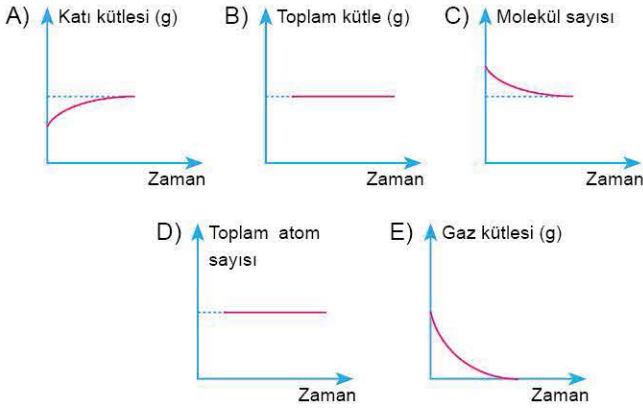 A) Katı kütlesi (g)
Zaman
B) Toplam kütle (g)
Zaman
C) Molekül sayısı
Zaman
D) Toplam atom
sayısı
Zaman
E) Gaz kütlesi (g)
Zaman